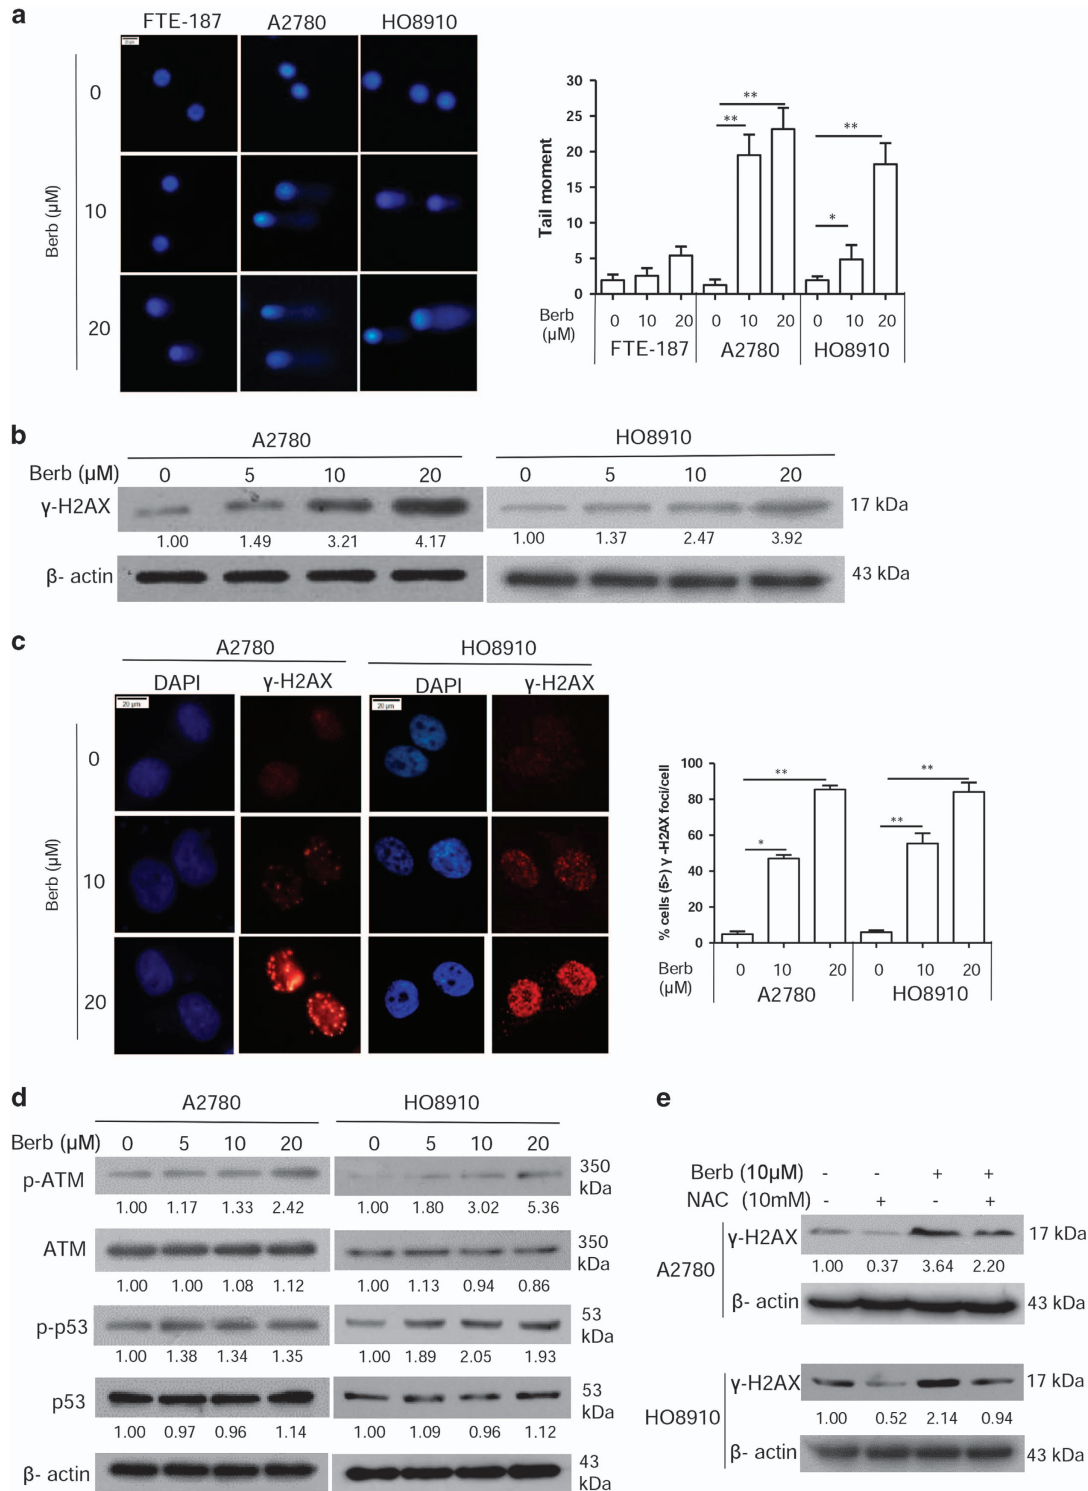 a
FTE-187 A2780 HO8910
Berb (µM)
0
10
20
30
25
20
15
10
5
0
Tail moment
** **
** *
Berb (µM) 0 10 20 0 10 20 0 10 20
FTE-187 A2780 HO8910
b
A2780 HO8910
Berb (µM) 0 5 10 20 0 5 10 20
γ-H2AX 17 kDa
1.00 1.49 3.21 4.17 1.00 1.37 2.47 3.92
β- actin 43 kDa
c
A2780 HO8910
DAPI γ-H2AX DAPI γ-H2AX
20 µm 20 µm
Berb (µM)
0
10
20
100
80
60
40
20
0
% cells (5>) γ -H2AX foci/cell
** **
* **
Berb (µM) 0 10 20 0 10 20
A2780 HO8910
d
A2780 HO8910
Berb (µM) 0 5 10 20 0 5 10 20
p-ATM 350 kDa
1.00 1.17 1.33 2.42 1.00 1.80 3.02 5.36
ATM 350 kDa
1.00 1.00 1.08 1.12 1.00 1.13 0.94 0.86
p-p53 53 kDa
1.00 1.38 1.34 1.35 1.00 1.89 2.05 1.93
p53 53 kDa
1.00 0.97 0.96 1.14 1.00 1.09 0.96 1.12
β- actin 43 kDa
e
Berb (10µM) - - + +
NAC (10mM) - + - +
A2780
γ-H2AX 17 kDa
1.00 0.37 3.64 2.20
β- actin 43 kDa
HO8910
γ-H2AX 17 kDa
1.00 0.52 2.14 0.94
β- actin 43 kDa